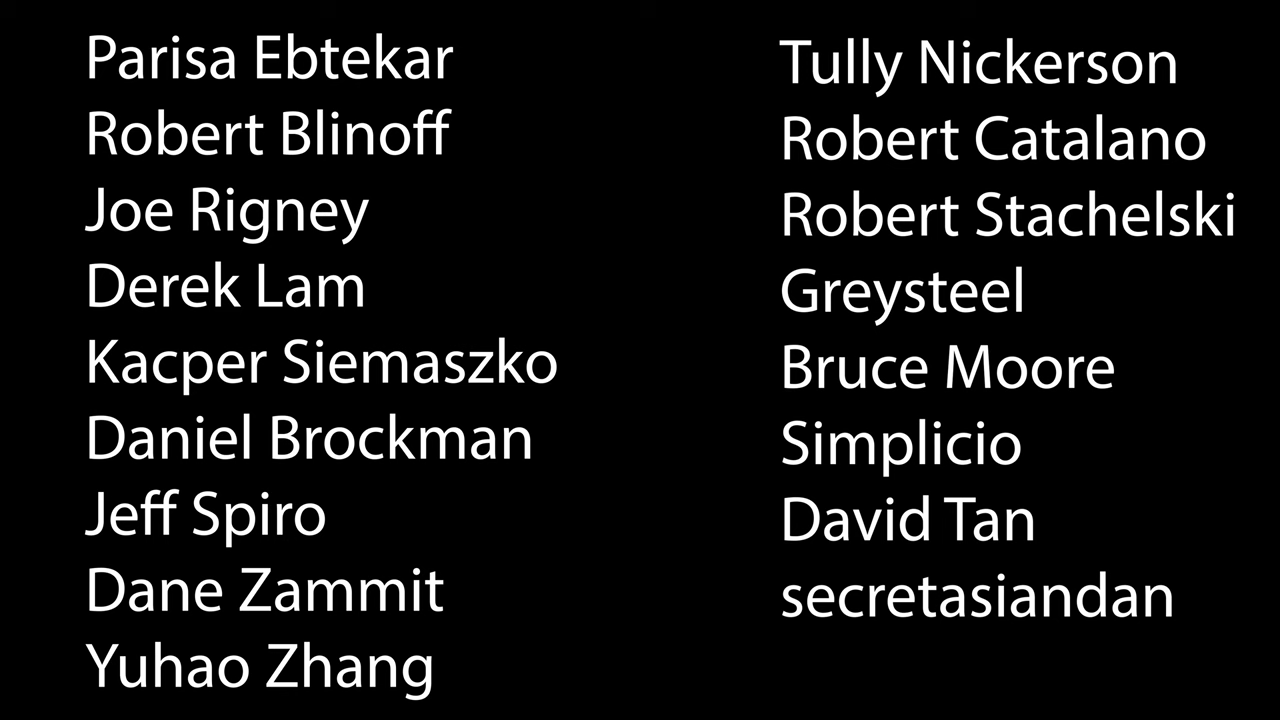 Parisa Ebtekar
Robert Blinoff
Joe Rigney
Derek Lam
Kacper Siemaszko
Daniel Brockman
Jeff Spiro
Dane Zammit
Yuhao Zhang
Tully Nickerson
Robert Catalano
Robert Stachelski
Greysteel
Bruce Moore
Simplicio
David Tan
secretasiandan